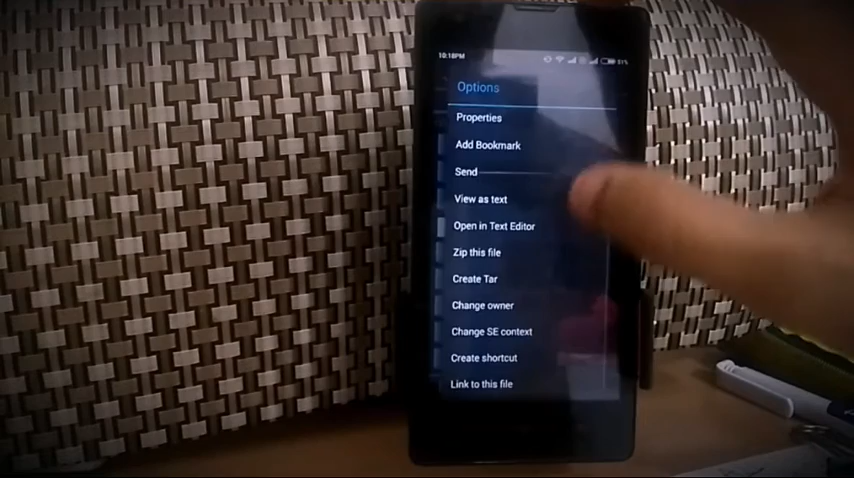 10:18PM
51%
Options
Properties
Add Bookmark
Send
View as text
Open in Text Editor
Zip this file
Create Tar
Change owner
Change SE context
Create shortcut
Link to this file